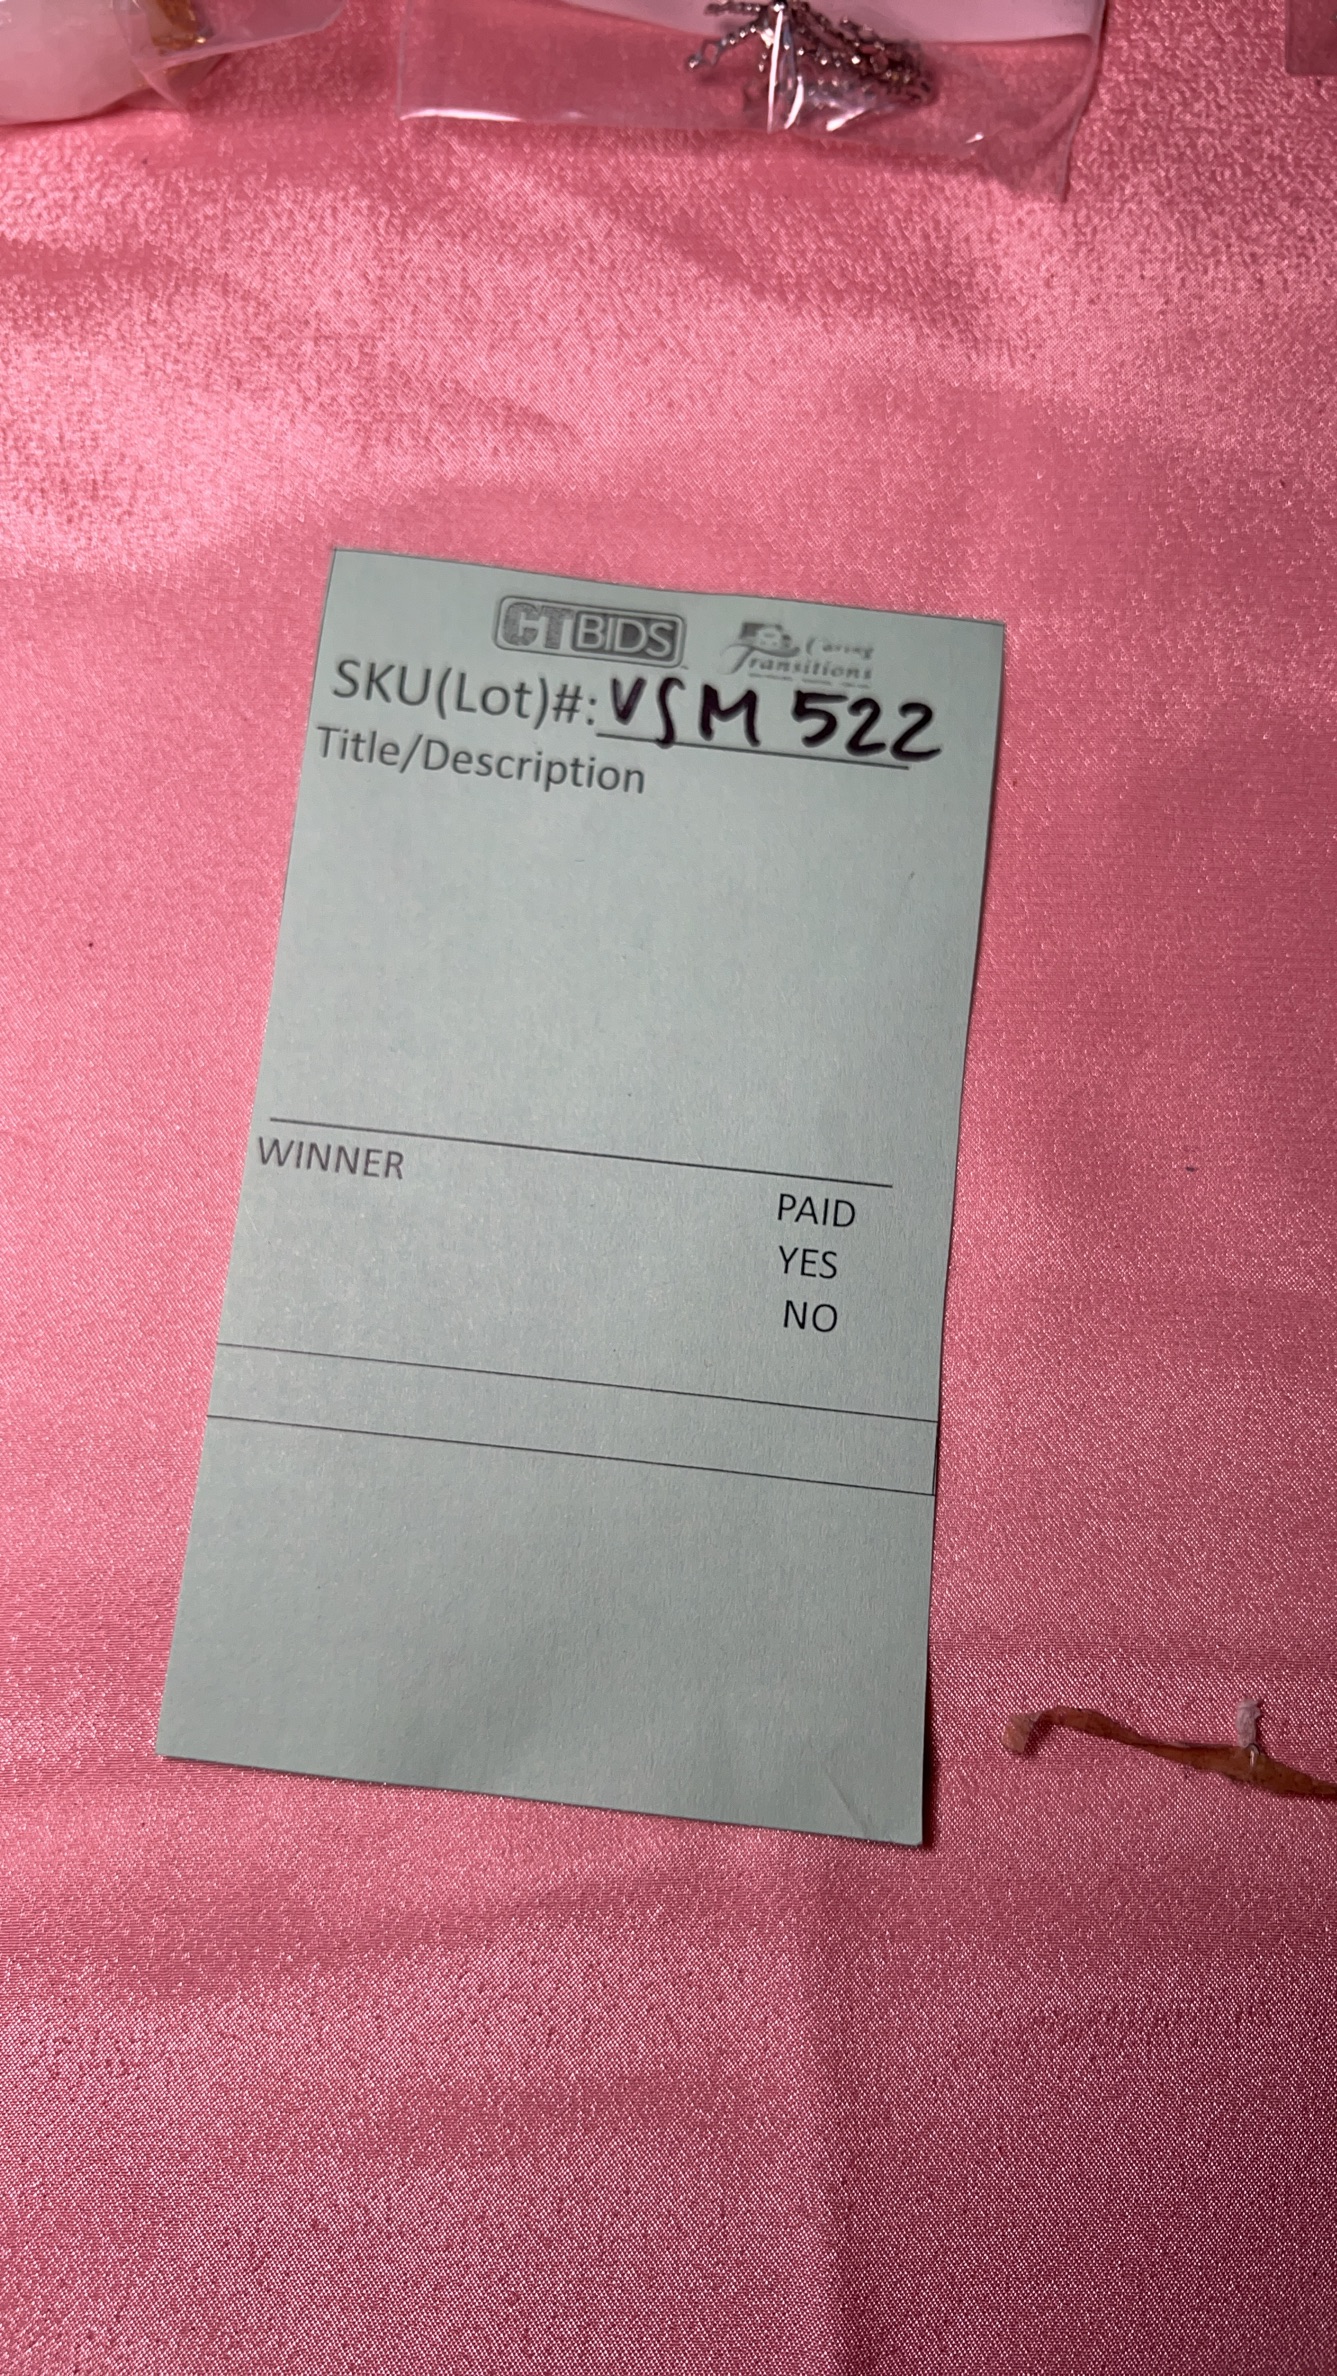 CTBIDS Caring Transitions
SKU(Lot)#: VSM 522
Title/Description
WINNER
PAID
YES
NO